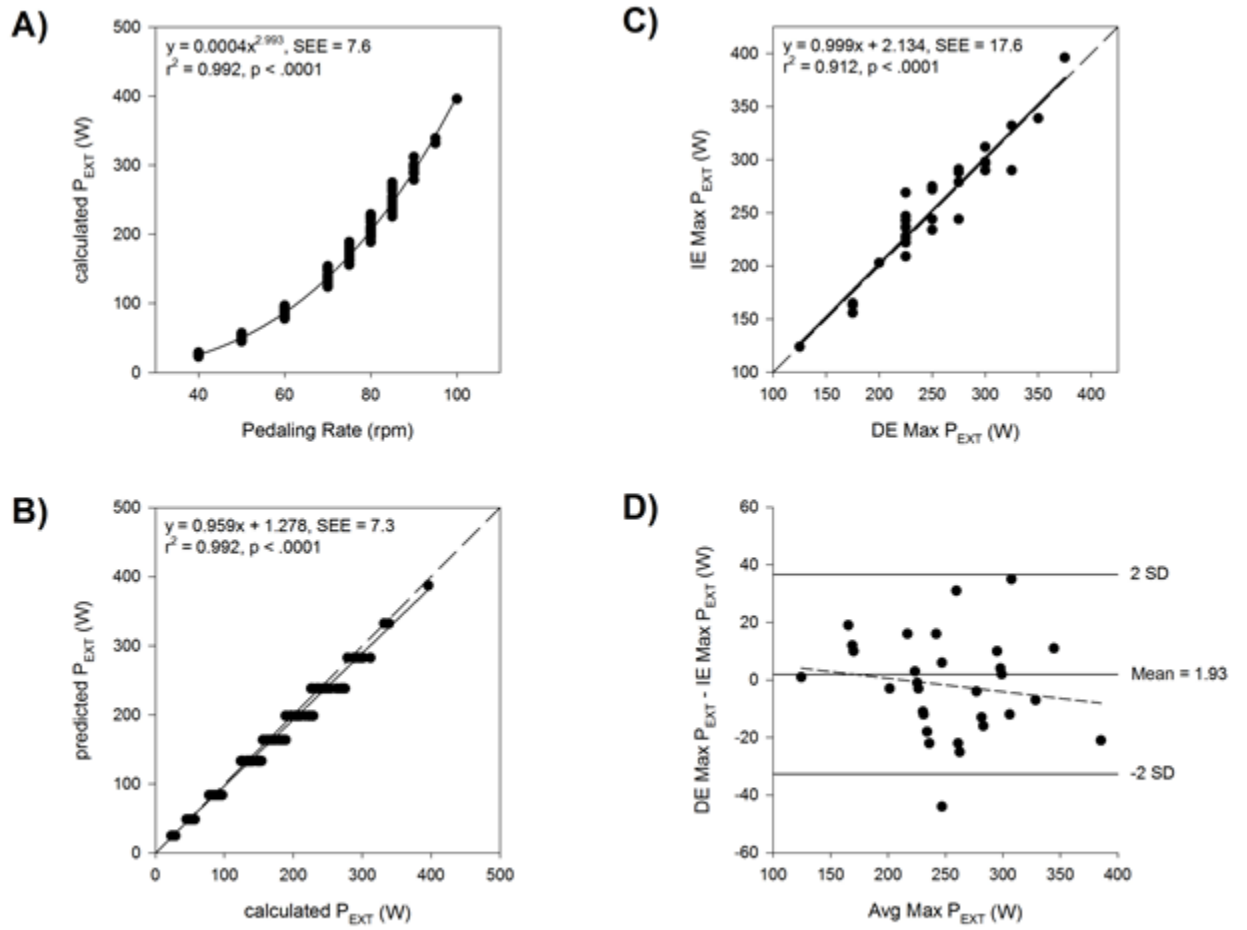 A)
y = 0.0004x^2.993, SEE = 7.6
r² = 0.992, p < .0001
calculated P_EXT (W)
500
400
300
200
100
0
40 60 80 100
Pedaling Rate (rpm)
B)
y = 0.959x + 1.278, SEE = 7.3
r² = 0.992, p < .0001
predicted P_EXT (W)
500
400
300
200
100
0
0 100 200 300 400 500
calculated P_EXT (W)
C)
y = 0.999x + 2.134, SEE = 17.6
r² = 0.912, p < .0001
IE Max P_EXT (W)
400
350
300
250
200
150
100
100 150 200 250 300 350 400
DE Max P_EXT (W)
D)
DE Max P_EXT - IE Max P_EXT (W)
60
40
20
0
-20
-40
-60
2 SD
Mean = 1.93
-2 SD
100 150 200 250 300 350 400
Avg Max P_EXT (W)